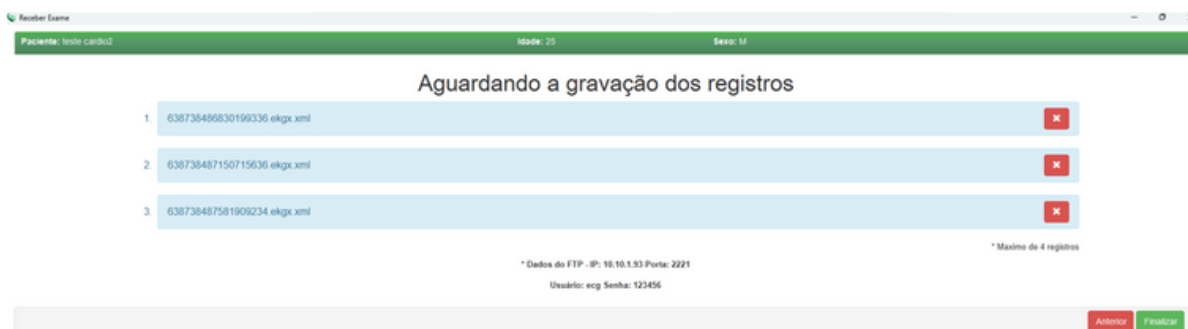 Receber Exame
Paciente: teste cardio2 Idade: 25 Sexo: M
Aguardando a gravação dos registros
1. 638738486830199336.ekgx.xml
2. 638738487150715636.ekgx.xml
3. 638738487581909234.ekgx.xml
* Maximo de 4 registros
* Dados do FTP - IP: 10.10.1.93 Porta: 2221
Usuário: ecg Senha: 123456
Anterior Finalizar